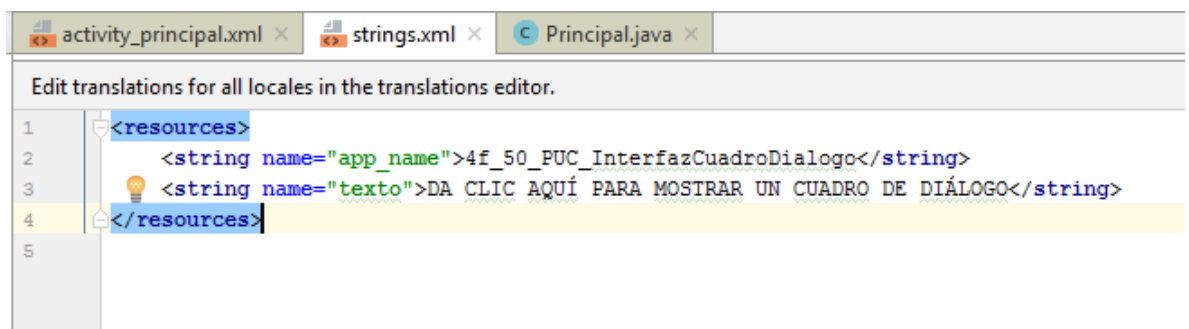 activity_principal.xml strings.xml Principal.java
Edit translations for all locales in the translations editor.
1 <resources>
2 <string name="app_name">4f_50_PUC_InterfazCuadroDialogo</string>
3 <string name="texto">DA CLIC AQUÍ PARA MOSTRAR UN CUADRO DE DIÁLOGO</string>
4 </resources>
5